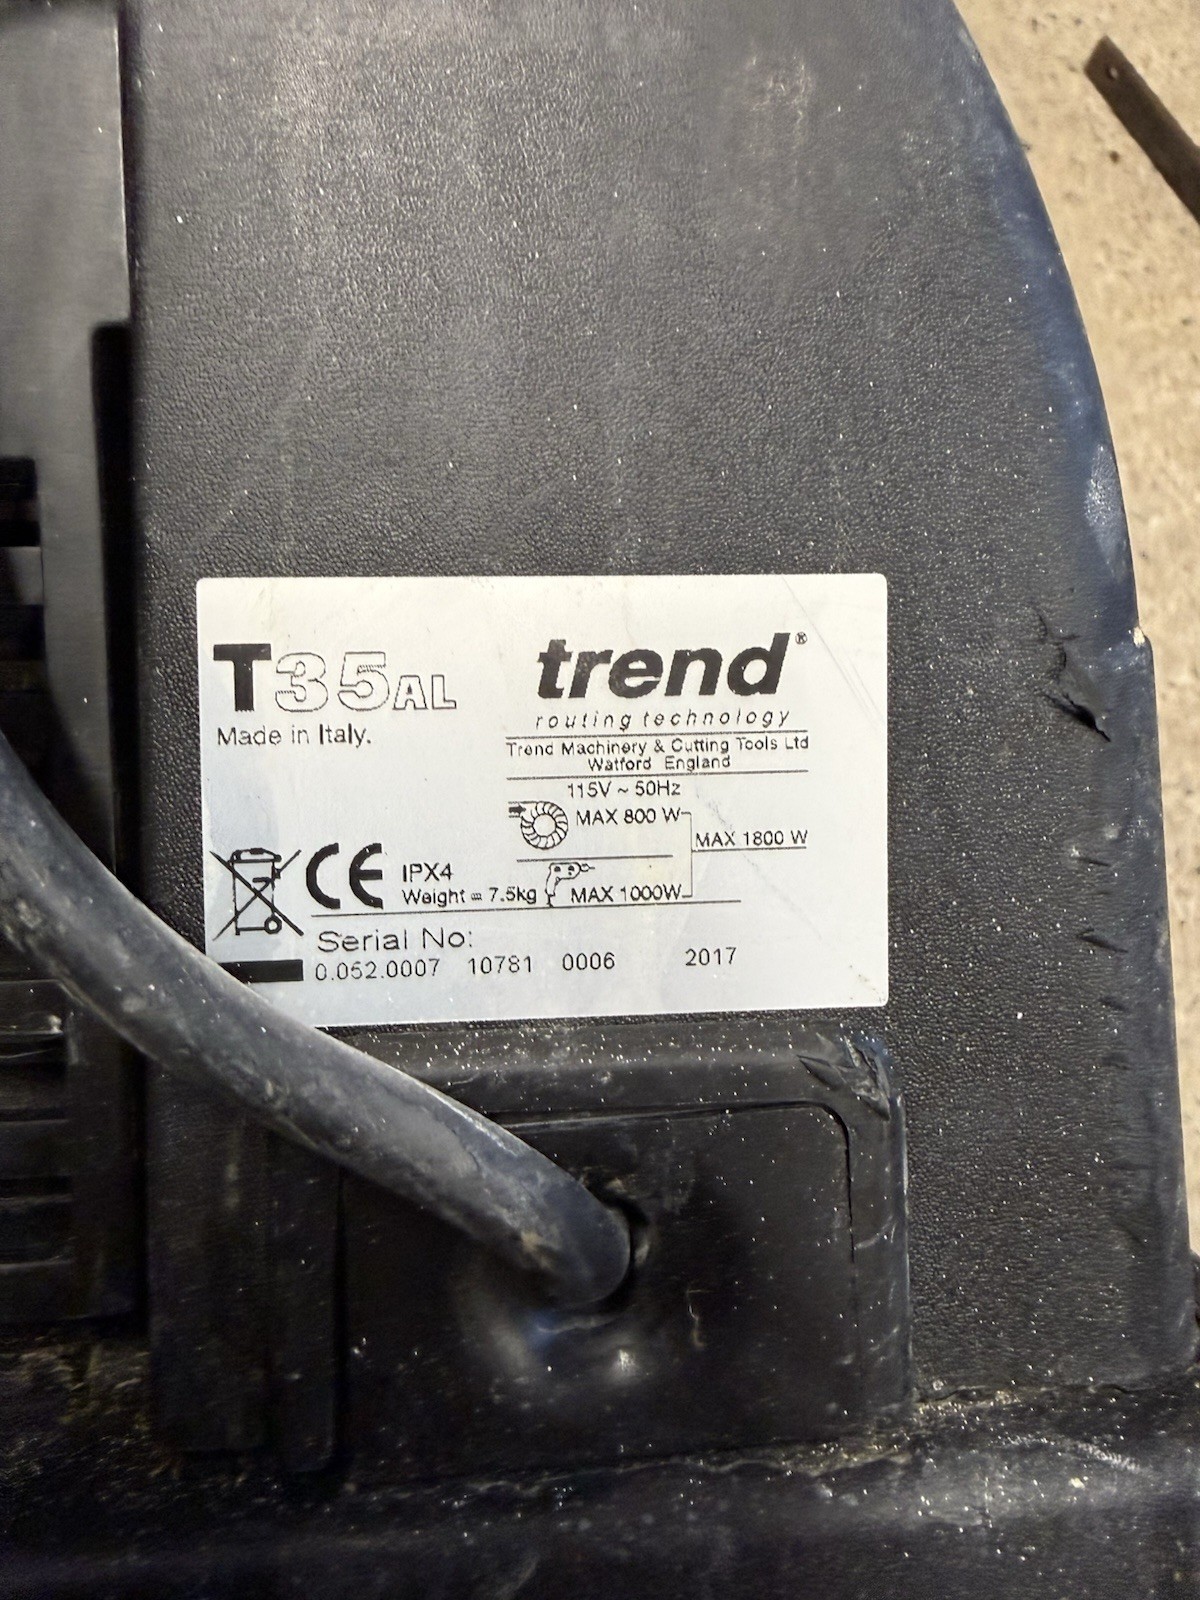 T35AL
Made in Italy.
trend®
routing technology
Trend Machinery & Cutting Tools Ltd
Watford England
115V ~ 50Hz
MAX 800 W
MAX 1800 W
MAX 1000W
CE
IPX4
Weight = 7.5kg
Serial No:
0.052.0007 10781 0006 2017